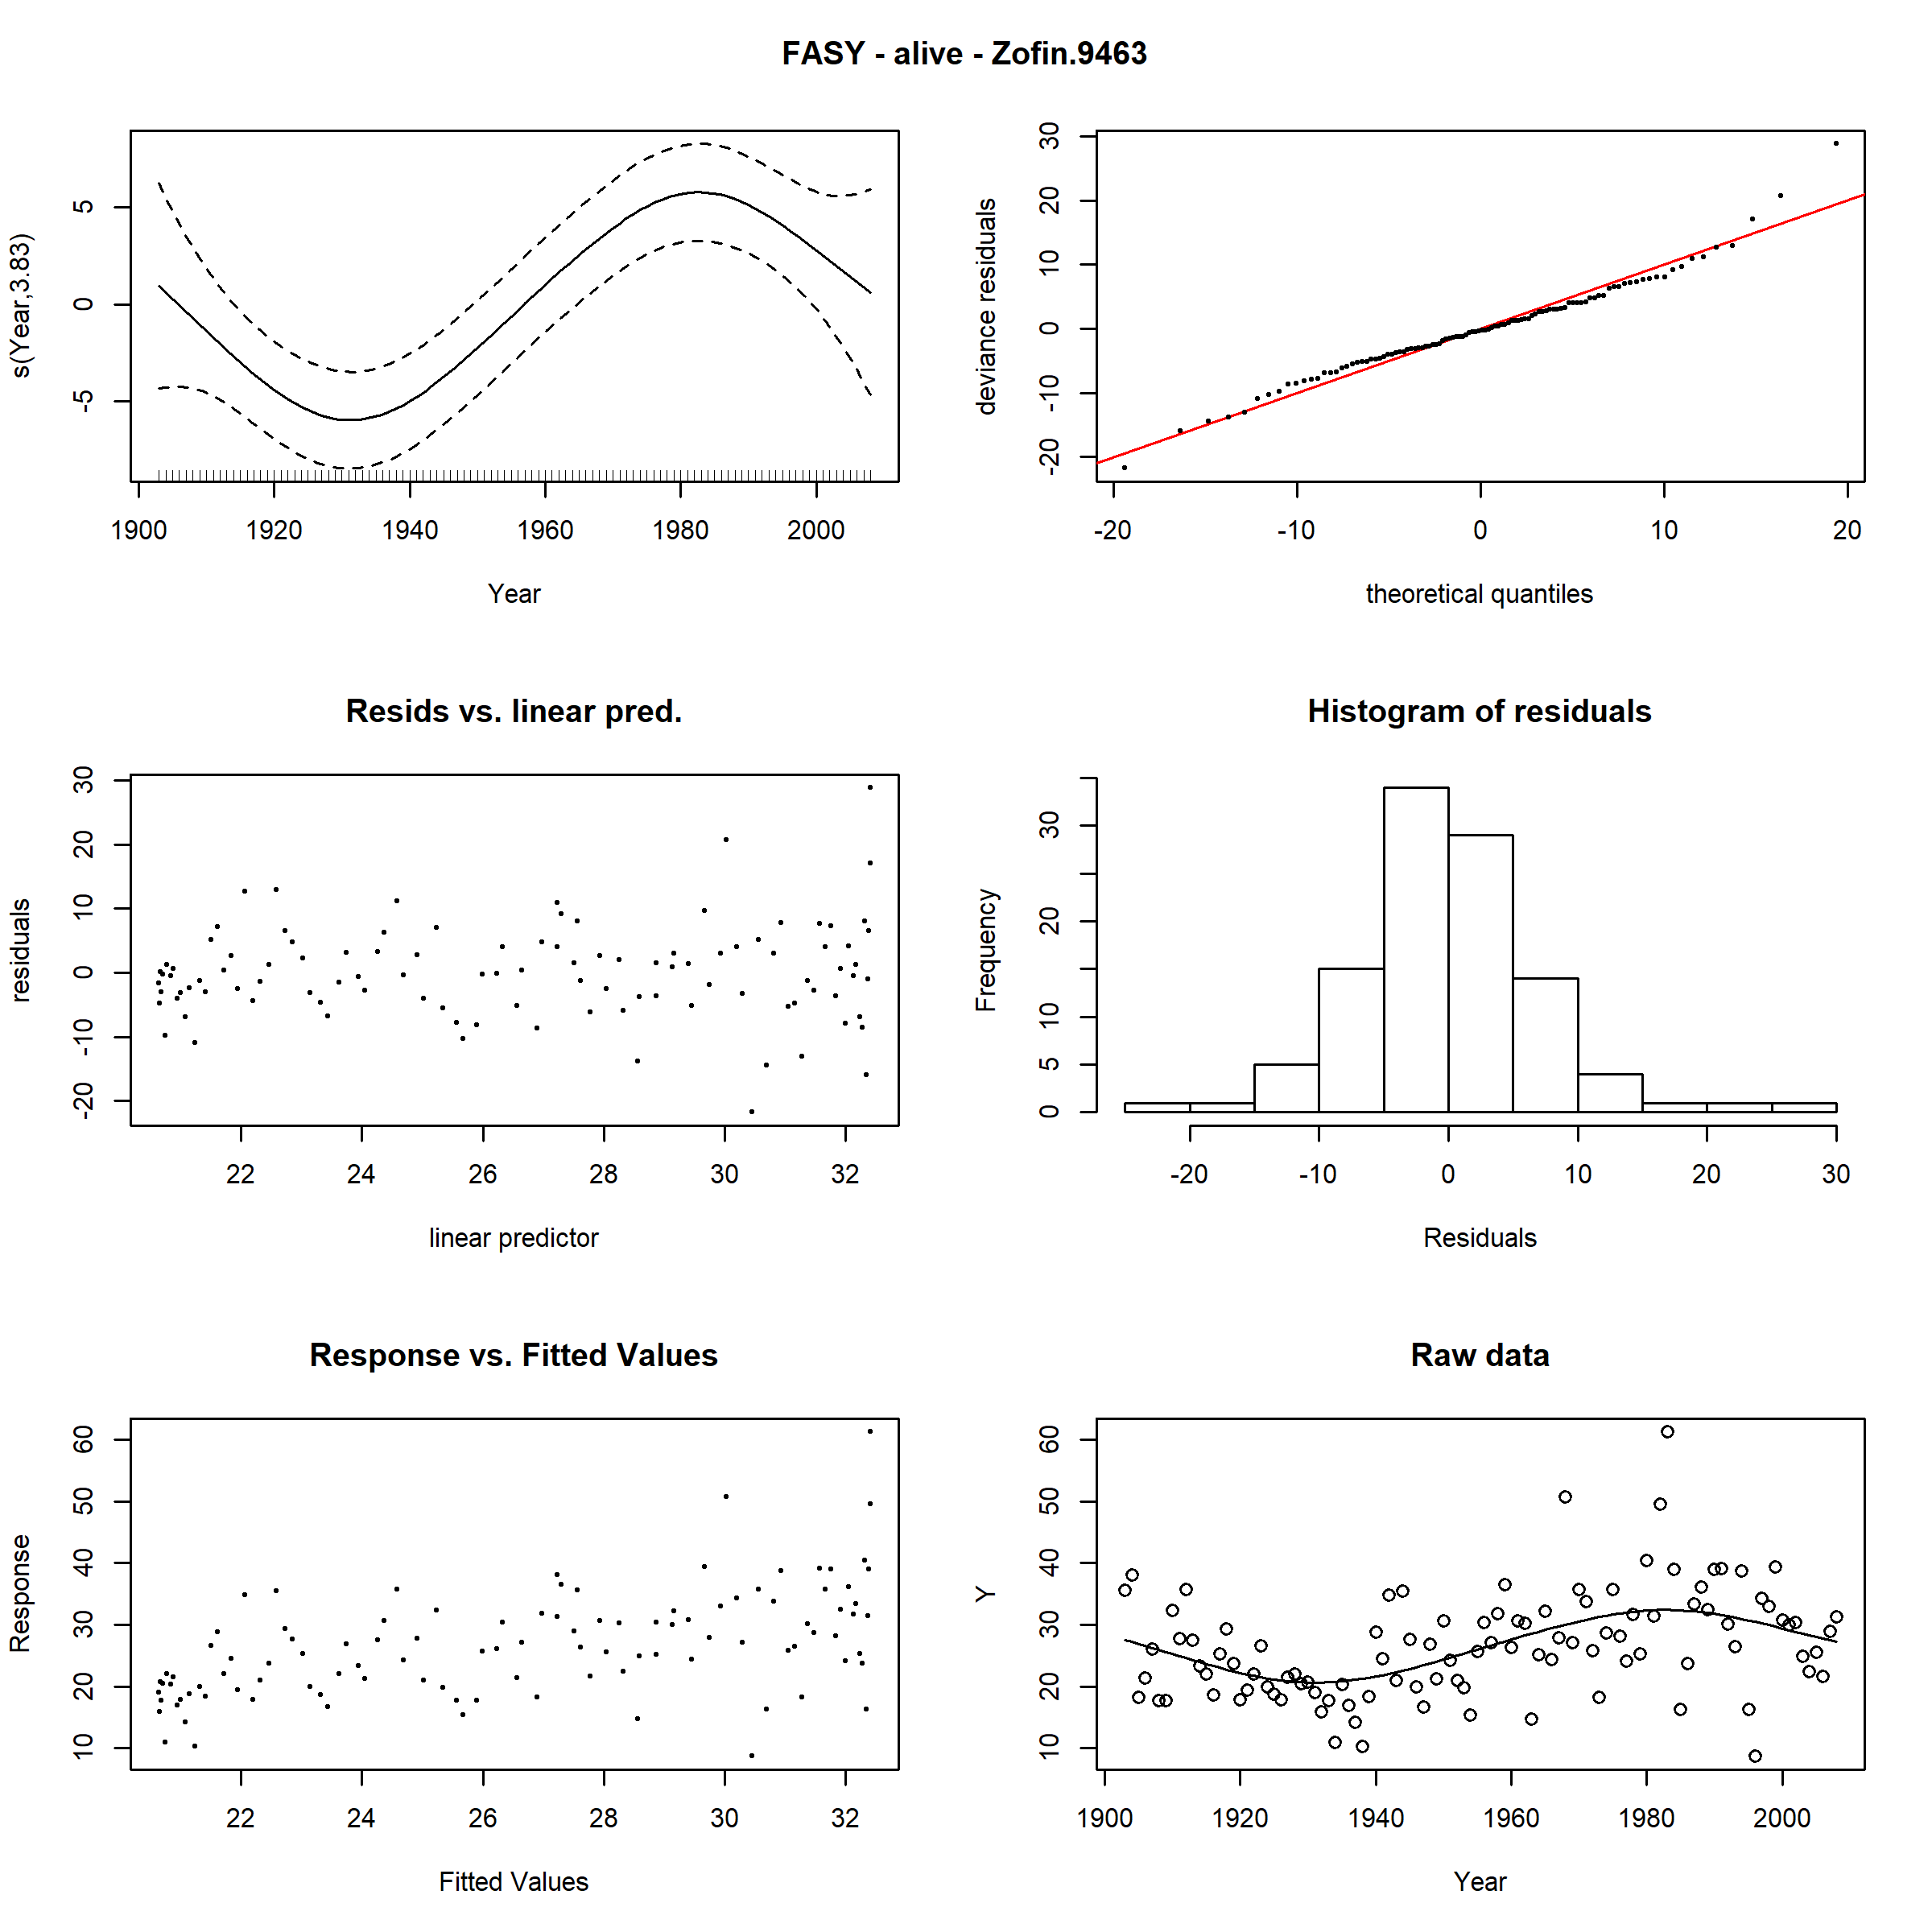 FASY - alive - Zofin.9463
s(Year,3.83)
5
0
-5
1900 1920 1940 1960 1980 2000
Year
deviance residuals
30
20
10
0
-10
-20
-20 -10 0 10 20
theoretical quantiles
Resids vs. linear pred.
residuals
30
20
10
0
-10
-20
22 24 26 28 30 32
linear predictor
Histogram of residuals
Frequency
30
20
10
5
0
-20 -10 0 10 20 30
Residuals
Response vs. Fitted Values
Response
60
50
40
30
20
10
22 24 26 28 30 32
Fitted Values
Raw data
Y
60
50
40
30
20
10
1900 1920 1940 1960 1980 2000
Year